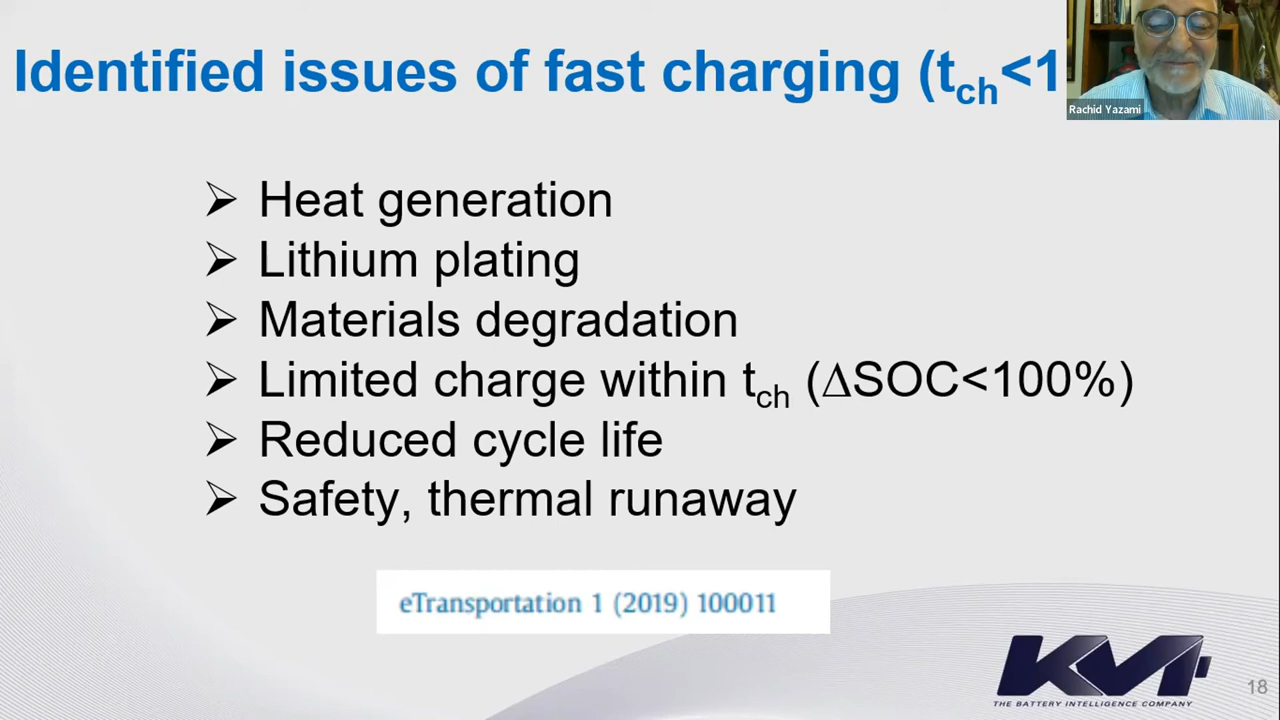 Identified issues of fast charging (tch<1
Rachid Yazami
➢ Heat generation
➢ Lithium plating
➢ Materials degradation
➢ Limited charge within tch (∆SOC<100%)
➢ Reduced cycle life
➢ Safety, thermal runaway
eTransportation 1 (2019) 100011
KVI
THE BATTERY INTELLIGENCE COMPANY
18